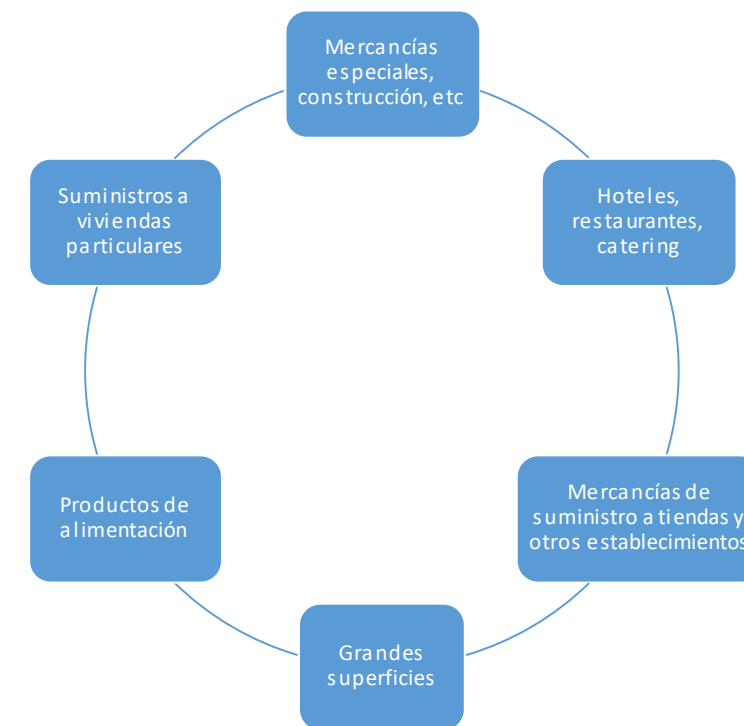 Mercancías
especiales,
construcción, etc
Hoteles,
restaurantes,
catering
Mercancías de
suministro a tiendas y
otros establecimientos
Grandes
superficies
Productos de
alimentación
Suministros a
viviendas
particulares